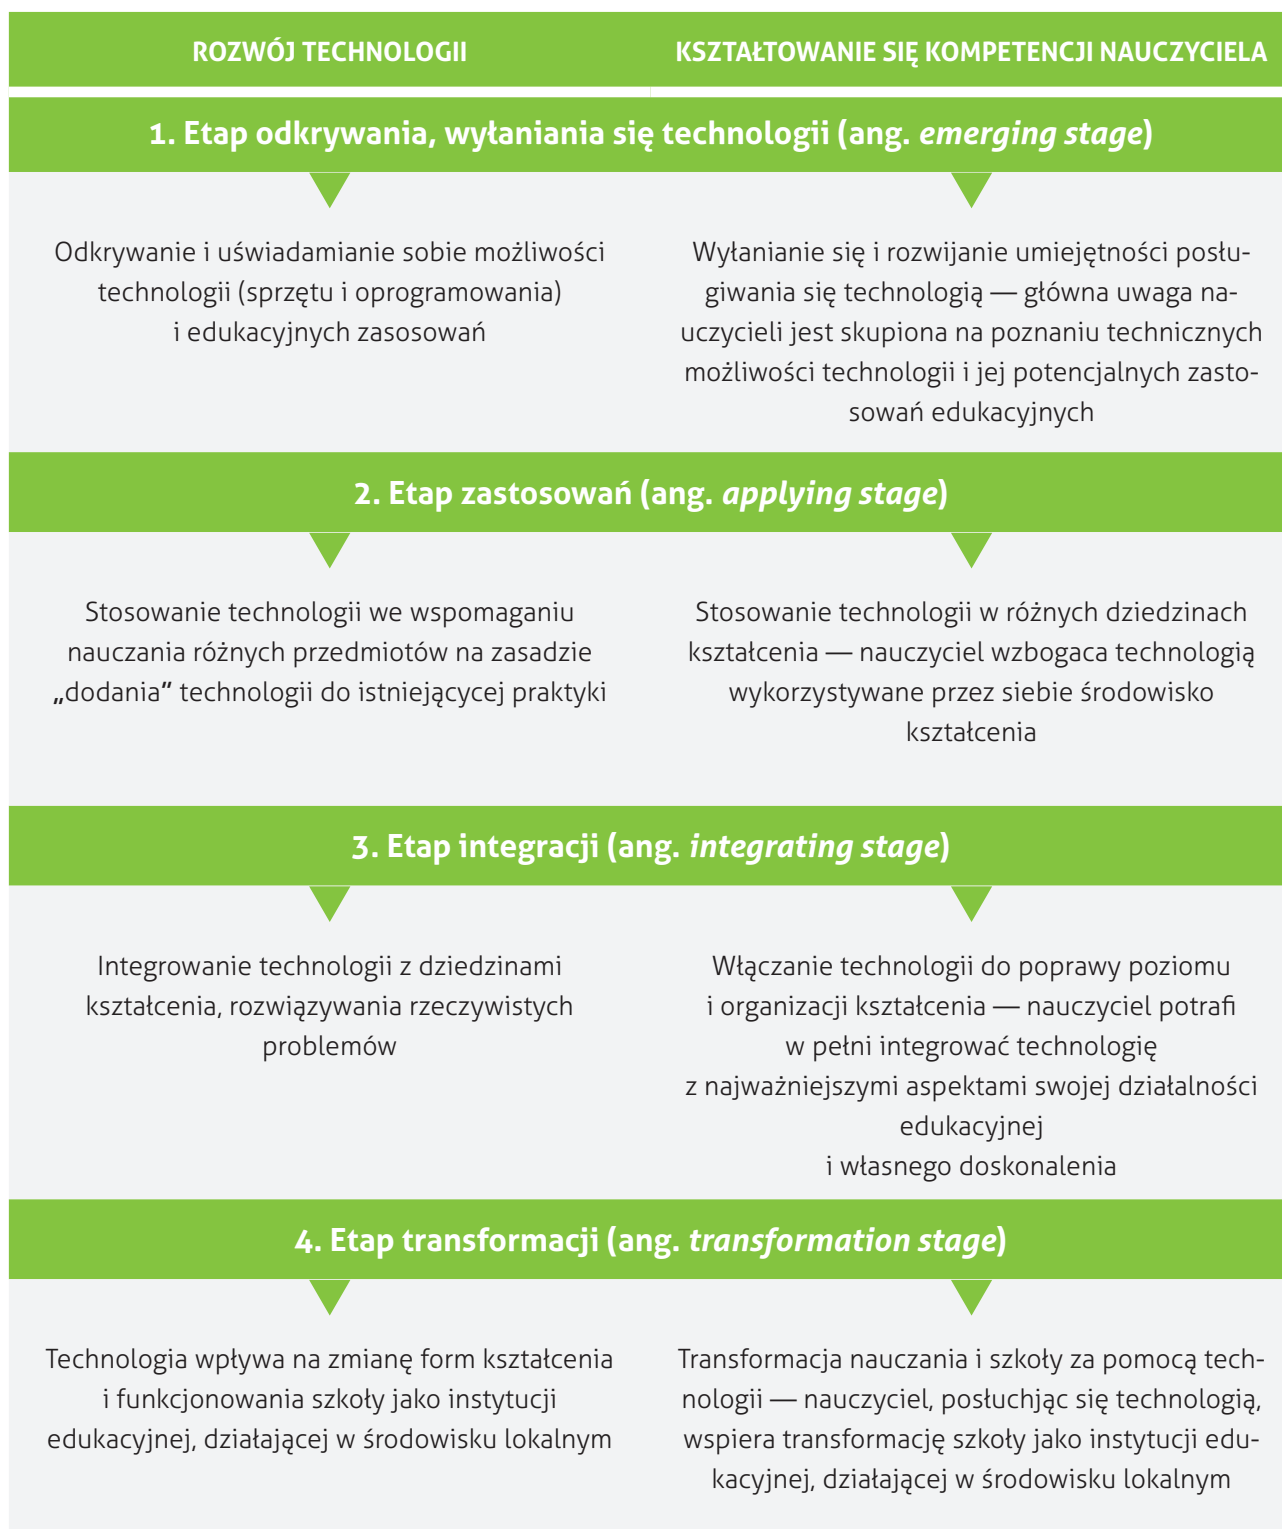 ROZWÓJ TECHNOLOGII
KSZTAŁTOWANIE SIĘ KOMPETENCJI NAUCZYCIELA
1. Etap odkrywania, wyłaniania się technologii (ang. emerging stage)
Odkrywanie i uświadamianie sobie możliwości
technologii (sprzętu i oprogramowania)
i edukacyjnych zasosowań
Wyłanianie się i rozwijanie umiejętności posłu-
giwania się technologią — główna uwaga na-
uczycieli jest skupiona na poznaniu technicznych
możliwości technologii i jej potencjalnych zasto-
sowań edukacyjnych
2. Etap zastosowań (ang. applying stage)
Stosowanie technologii we wspomaganiu
nauczania różnych przedmiotów na zasadzie
„dodania” technologii do istniejącycej praktyki
Stosowanie technologii w różnych dziedzinach
kształcenia — nauczyciel wzbogaca technologią
wykorzystywane przez siebie środowisko
kształcenia
3. Etap integracji (ang. integrating stage)
Integrowanie technologii z dziedzinami
kształcenia, rozwiązywania rzeczywistych
problemów
Włączanie technologii do poprawy poziomu
i organizacji kształcenia — nauczyciel potrafi
w pełni integrować technologię
z najważniejszymi aspektami swojej działalności
edukacyjnej
i własnego doskonalenia
4. Etap transformacji (ang. transformation stage)
Technologia wpływa na zmianę form kształcenia
i funkcjonowania szkoły jako instytucji
edukacyjnej, działającej w środowisku lokalnym
Transformacja nauczania i szkoły za pomocą tech-
nologii — nauczyciel, posłuchjąc się technologią,
wspiera transformację szkoły jako instytucji edu-
kacyjnej, działającej w środowisku lokalnym